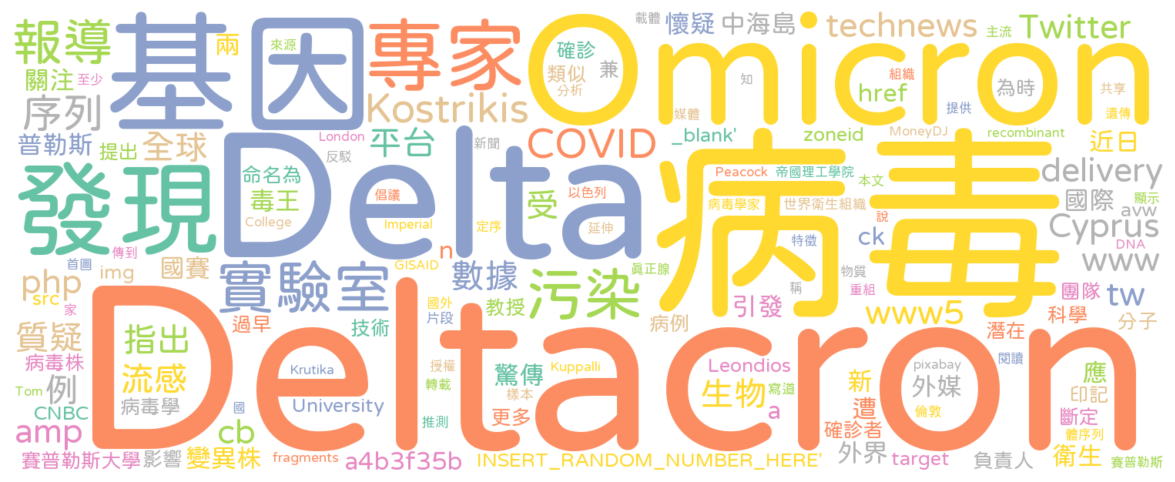 報導
基因
兩
來源
專家
Omicron
確診
類似
分析
兼
載體
懷疑
中海島
technews
主流
Twitter
關注
至少
序列
Kostrikis
知
href
組織
提供
為時
共享
遺傳
媒體
普勒斯
提出
全球
London
反駁
平台
新聞
COVID
_blank'
zoneid
MoneyDJ
recombinant
近日
發現
命名為
毒王
College
Delta
倡議
Imperial
定序
受
以色列
延伸
病毒
Peacock
帝國理工學院
本文
病毒學家
世界衛生組織
說
delivery
國際
顯示
avw
Cyprus
DNA
www
特徵
ck
傳到
首圖
img
國賽
實驗室
n
GISAID
數據
污染
眞正腺
物質
稱
重組
引發
php
src
家
國外
片段
教授
病例
www5
團隊
tw
質疑
指出
過早
技術
Deltacron
潛在
科學
分子
病毒株
流感
Krutika
授權
轉載
驚傳
Kuppalli
Leondios
生物
新
pixabay
外媒
閱讀
應
印記
Tom
例
CNBC
病毒學
國
University
推測
樣本
更多
寫道
a
遭
倫敦
斷定
amp
cb
確診者
外界
體序列
賽普勒斯大學
影響
變異株
fragments
a4b3f35b
INSERT_RANDOM_NUMBER_HERE'
target
負責人
衛生
賽普勒斯